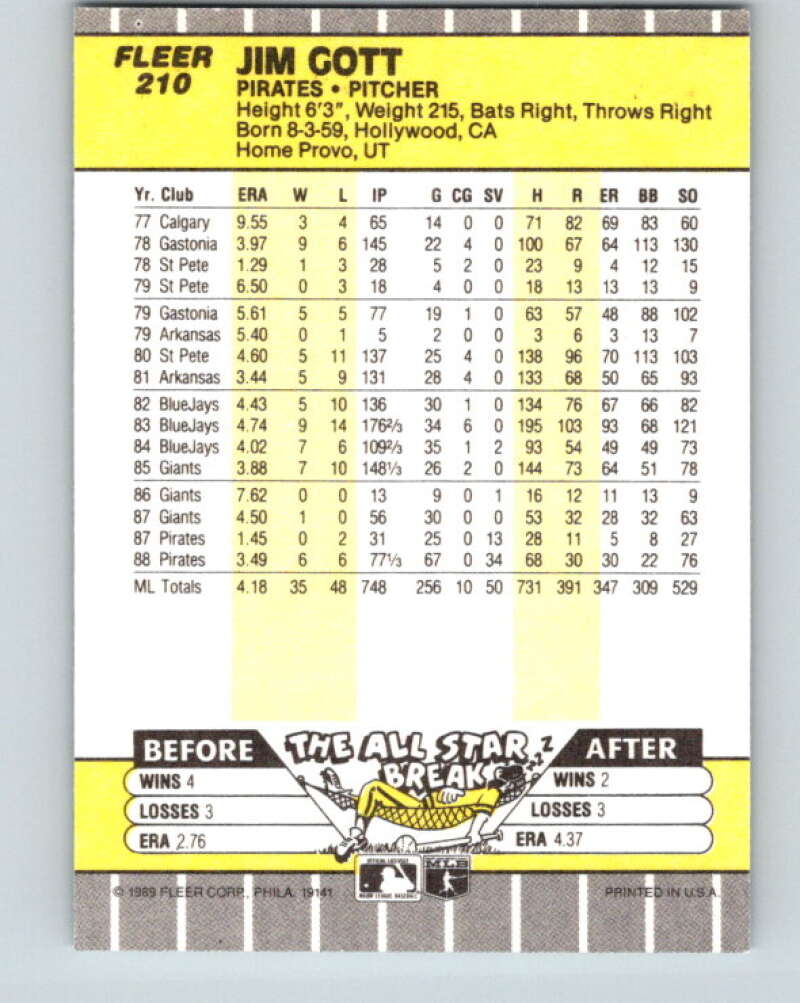 FLEER
210
JIM GOTT
PIRATES • PITCHER
Height 6'3", Weight 215, Bats Right, Throws Right
Born 8-3-59, Hollywood, CA
Home Provo, UT
Yr. Club ERA W L IP G CG SV H R ER BB SO
77 Calgary 9.55 3 4 65 14 0 0 71 82 69 83 60
78 Gastonia 3.97 9 6 145 22 4 0 100 67 64 113 130
78 St Pete 1.29 1 3 28 5 2 0 23 9 4 12 15
79 St Pete 6.50 0 3 18 4 0 0 18 13 13 13 9
79 Gastonia 5.61 5 5 77 19 1 0 63 57 48 88 102
79 Arkansas 5.40 0 1 5 2 0 0 3 6 3 13 7
80 St Pete 4.60 5 11 137 25 4 0 138 96 70 113 103
81 Arkansas 3.44 5 9 131 28 4 0 133 68 50 65 93
82 BlueJays 4.43 5 10 136 30 1 0 134 76 67 66 82
83 BlueJays 4.74 9 14 176⅔ 34 6 0 195 103 93 68 121
84 BlueJays 4.02 7 6 109⅔ 35 1 2 93 54 49 49 73
85 Giants 3.88 7 10 148⅓ 26 2 0 144 73 64 51 78
86 Giants 7.62 0 0 13 9 0 1 16 12 11 13 9
87 Giants 4.50 1 0 56 30 0 0 53 32 28 32 63
87 Pirates 1.45 0 2 31 25 0 13 28 11 5 8 27
88 Pirates 3.49 6 6 77⅓ 67 0 34 68 30 30 22 76
ML Totals 4.18 35 48 748 256 10 50 731 391 347 309 529
BEFORE THE ALL STAR BREAK AFTER
zzZ
WINS 4 WINS 2
LOSSES 3 LOSSES 3
ERA 2.76 ERA 4.37
OFFICIAL LICENSEE
MAJOR LEAGUE BASEBALL
MLB
© 1989 FLEER CORP., PHILA. 19141 PRINTED IN U.S.A.